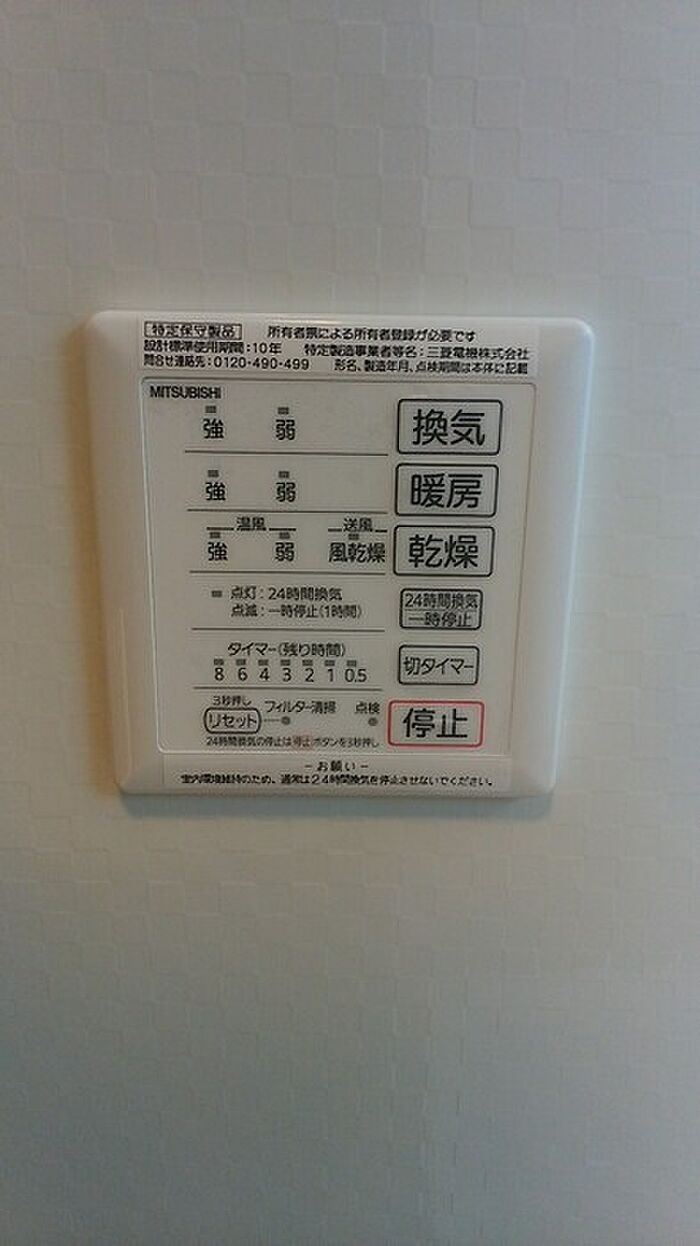 特定保守製品 所有者票による所有者登録が必要です
設計標準使用期間:10年 特定製造事業者等名:三菱電機株式会社
問合せ連絡先:0120-490-499 形名、製造年月、点検期間は本体に記載
MITSUBISHI
強 弱 換気
強 弱 暖房
温風 送風
強 弱 風乾燥 乾燥
点灯:24時間換気 24時間換気
点滅:一時停止(1時間) 一時停止
タイマー(残り時間) 切タイマー
8 6 4 3 2 1 0.5
3秒押し
リセット フィルター清掃 点検 停止
24時間換気の停止は停止ボタンを3秒押し
-お願い-
室内環境維持のため、通常は24時間換気を停止させないでください。